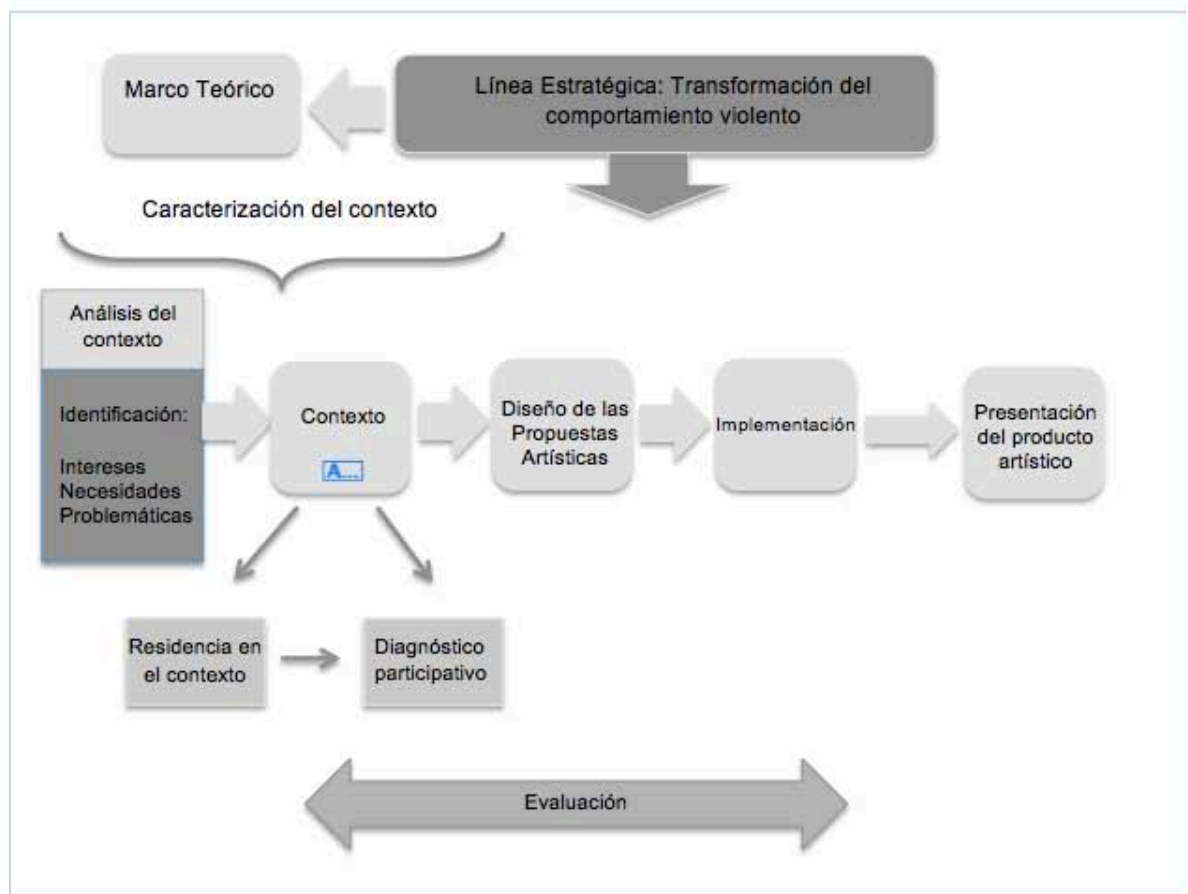 Marco Teórico
Línea Estratégica: Transformación del
comportamiento violento
Caracterización del contexto
Análisis del
contexto
Identificación:
Intereses
Necesidades
Problemáticas
Contexto
A...
Diseño de las
Propuestas
Artísticas
Implementación
Presentación
del producto
artístico
Residencia en
el contexto
Diagnóstico
participativo
Evaluación